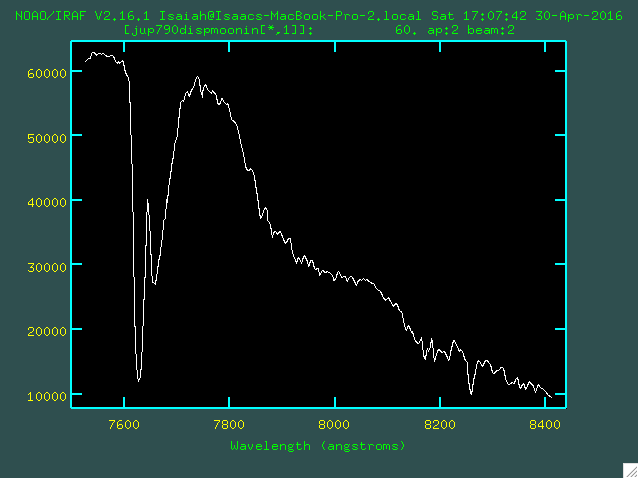 NOAO/IRAF V2.16.1 Isaiah@Isaacs-MacBook-Pro-2.local Sat 17:07:42 30-Apr-2016
[jup790dispmoonin[*,1]]: 60. ap:2 beam:2
60000
50000
40000
30000
20000
10000
7600 7800 8000 8200 8400
Wavelength (angstroms)